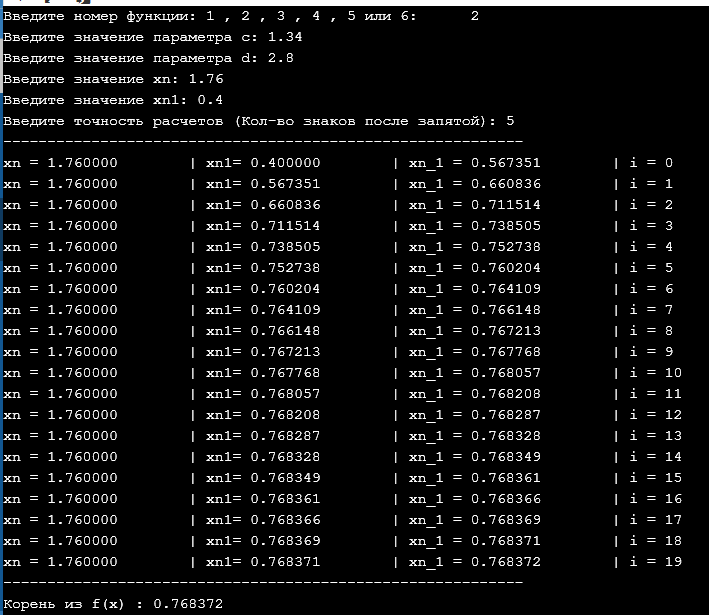 Введите номер функции: 1 , 2 , 3 , 4 , 5 или 6: 2
Введите значение параметра c: 1.34
Введите значение параметра d: 2.8
Введите значение xn: 1.76
Введите значение xn1: 0.4
Введите точность расчетов (Кол-во знаков после запятой): 5
------------------------------------------------------------
xn = 1.760000 | xn1= 0.400000 | xn_1 = 0.567351 | i = 0
xn = 1.760000 | xn1= 0.567351 | xn_1 = 0.660836 | i = 1
xn = 1.760000 | xn1= 0.660836 | xn_1 = 0.711514 | i = 2
xn = 1.760000 | xn1= 0.711514 | xn_1 = 0.738505 | i = 3
xn = 1.760000 | xn1= 0.738505 | xn_1 = 0.752738 | i = 4
xn = 1.760000 | xn1= 0.752738 | xn_1 = 0.760204 | i = 5
xn = 1.760000 | xn1= 0.760204 | xn_1 = 0.764109 | i = 6
xn = 1.760000 | xn1= 0.764109 | xn_1 = 0.766148 | i = 7
xn = 1.760000 | xn1= 0.766148 | xn_1 = 0.767213 | i = 8
xn = 1.760000 | xn1= 0.767213 | xn_1 = 0.767768 | i = 9
xn = 1.760000 | xn1= 0.767768 | xn_1 = 0.768057 | i = 10
xn = 1.760000 | xn1= 0.768057 | xn_1 = 0.768208 | i = 11
xn = 1.760000 | xn1= 0.768208 | xn_1 = 0.768287 | i = 12
xn = 1.760000 | xn1= 0.768287 | xn_1 = 0.768328 | i = 13
xn = 1.760000 | xn1= 0.768328 | xn_1 = 0.768349 | i = 14
xn = 1.760000 | xn1= 0.768349 | xn_1 = 0.768361 | i = 15
xn = 1.760000 | xn1= 0.768361 | xn_1 = 0.768366 | i = 16
xn = 1.760000 | xn1= 0.768366 | xn_1 = 0.768369 | i = 17
xn = 1.760000 | xn1= 0.768369 | xn_1 = 0.768371 | i = 18
xn = 1.760000 | xn1= 0.768371 | xn_1 = 0.768372 | i = 19
------------------------------------------------------------
Корень из f(x) : 0.768372